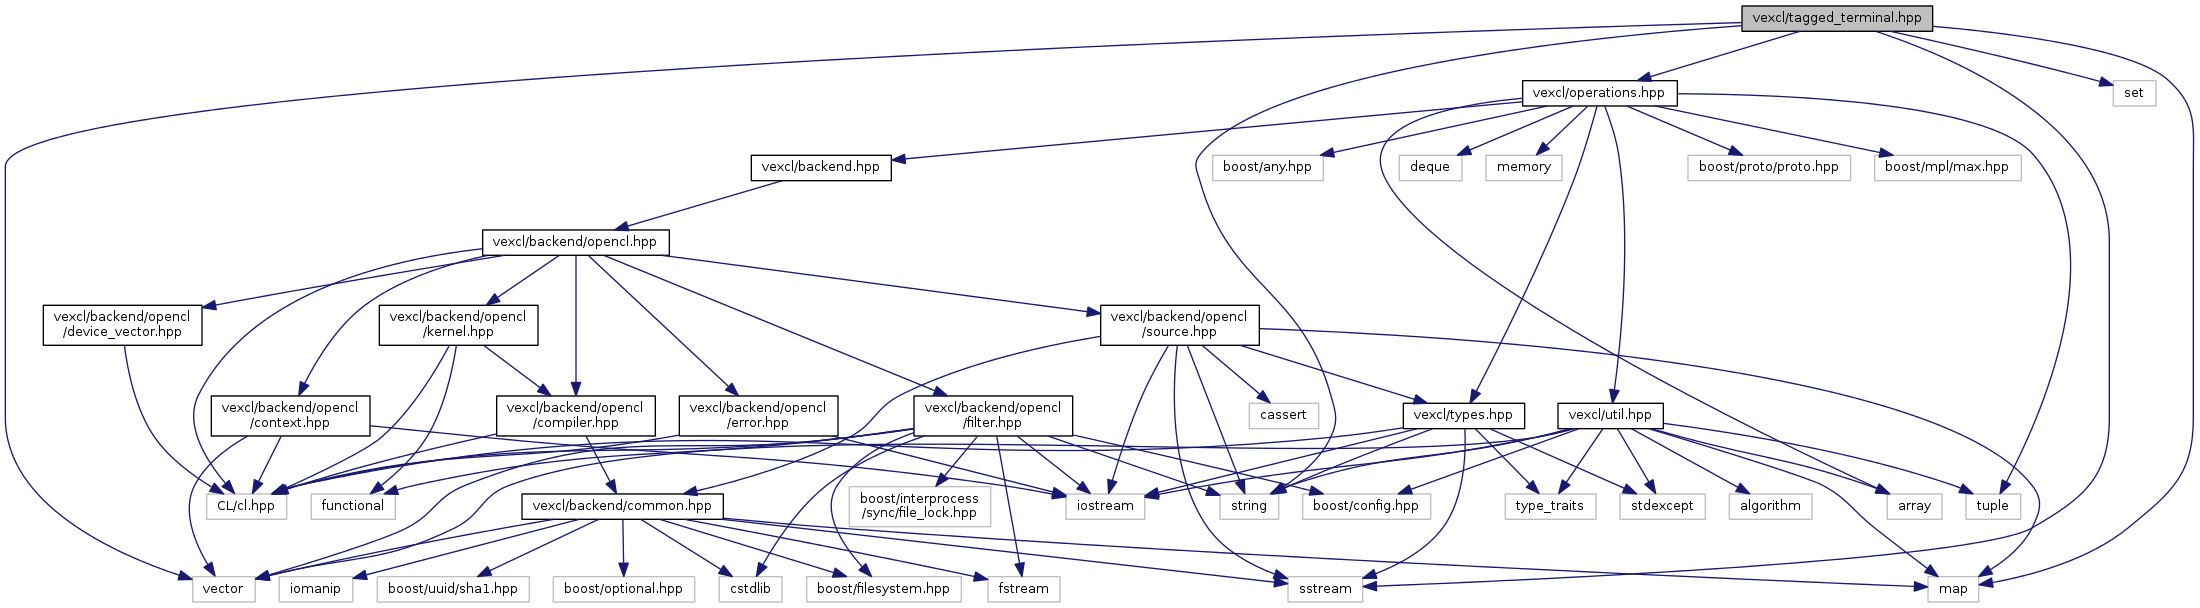 vexcl/tagged_terminal.hpp
vexcl/operations.hpp
set
vexcl/backend.hpp
boost/any.hpp
deque
memory
boost/proto/proto.hpp
boost/mpl/max.hpp
vexcl/backend/opencl.hpp
vexcl/backend/opencl
/device_vector.hpp
vexcl/backend/opencl
/kernel.hpp
vexcl/backend/opencl
/source.hpp
vexcl/backend/opencl
/context.hpp
vexcl/backend/opencl
/compiler.hpp
vexcl/backend/opencl
/error.hpp
vexcl/backend/opencl
/filter.hpp
cassert
vexcl/types.hpp
vexcl/util.hpp
CL/cl.hpp
functional
vexcl/backend/common.hpp
boost/interprocess
/sync/file_lock.hpp
iostream
string
boost/config.hpp
type_traits
stdexcept
algorithm
array
tuple
vector
iomanip
boost/uuid/sha1.hpp
boost/optional.hpp
cstdlib
boost/filesystem.hpp
fstream
sstream
map